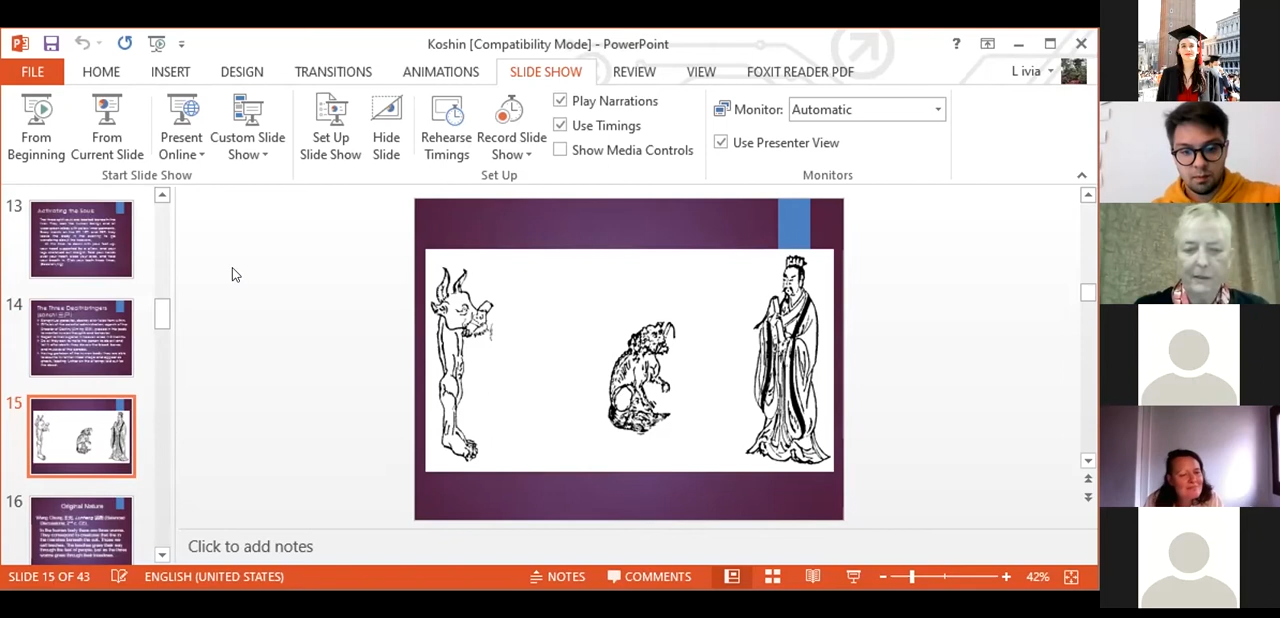 Koshin [Compatibility Mode] - PowerPoint
?
FILE
HOME
INSERT
DESIGN
TRANSITIONS
ANIMATIONS
SLIDE SHOW
REVIEW
VIEW
FOXIT READER PDF
L ivia
From Beginning
From Current Slide
Present Online
Custom Slide Show
Set Up Slide Show
Hide Slide
Rehearse Timings
Record Slide Show
Play Narrations
Use Timings
Show Media Controls
Monitor: Automatic
Use Presenter View
Start Slide Show
Set Up
Monitors
13
Activating the Souls
14
The Three Deathbringers
15
16
Original Nature
Click to add notes
SLIDE 15 OF 43
ENGLISH (UNITED STATES)
NOTES
COMMENTS
42%